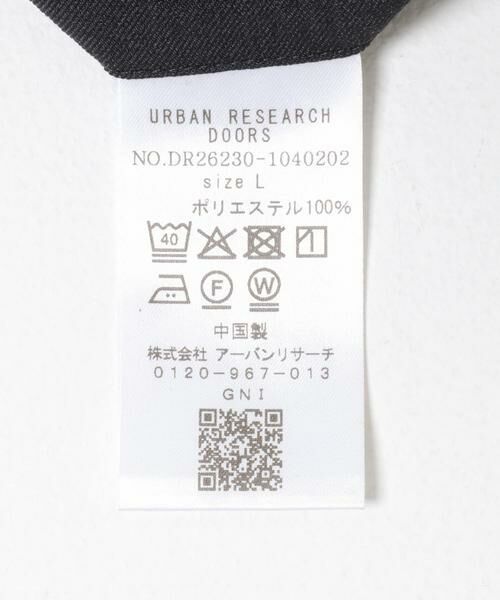 URBAN RESEARCH
DOORS
NO.DR26230-1040202
size L
ポリエステル100%
40
F W
中国製
株式会社 アーバンリサーチ
0120-967-013
GNI